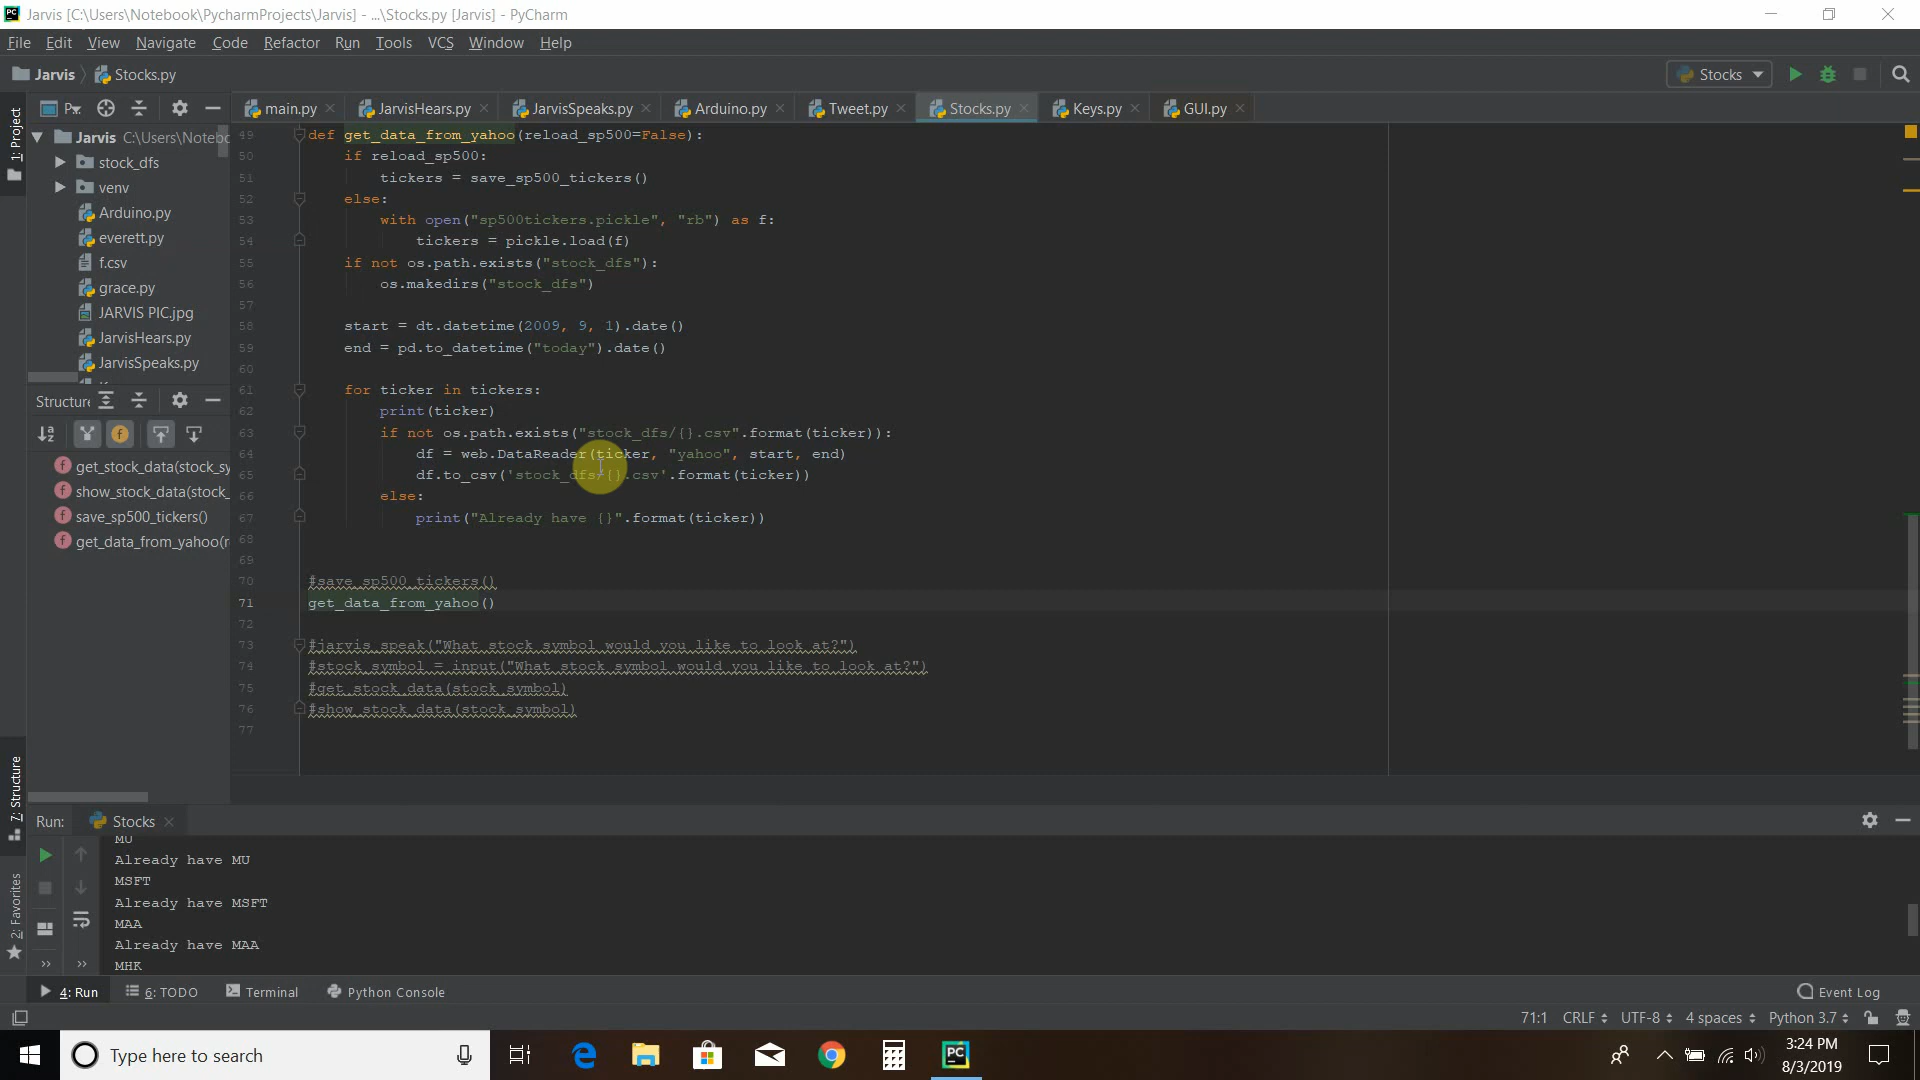 Jarvis [C:\Users\Notebook\PycharmProjects\Jarvis] - ...\Stocks.py [Jarvis] - PyCharm
File Edit View Navigate Code Refactor Run Tools VCS Window Help
Jarvis Stocks.py
Stocks
P...
main.py JarvisHears.py JarvisSpeaks.py Arduino.py Tweet.py Stocks.py Keys.py GUI.py
1: Project
Jarvis C:\Users\Notebo
stock_dfs
venv
Arduino.py
everett.py
f.csv
grace.py
JARVIS PIC.jpg
JarvisHears.py
JarvisSpeaks.py
Structure
get_stock_data(stock_sy
show_stock_data(stock_
save_sp500_tickers()
get_data_from_yahoo(r
7: Structure
2: Favorites
49 def get_data_from_yahoo(reload_sp500=False):
50 if reload_sp500:
51 tickers = save_sp500_tickers()
52 else:
53 with open("sp500tickers.pickle", "rb") as f:
54 tickers = pickle.load(f)
55 if not os.path.exists("stock_dfs"):
56 os.makedirs("stock_dfs")
57
58 start = dt.datetime(2009, 9, 1).date()
59 end = pd.to_datetime("today").date()
60
61 for ticker in tickers:
62 print(ticker)
63 if not os.path.exists("stock_dfs/{}.csv".format(ticker)):
64 df = web.DataReader(ticker, "yahoo", start, end)
65 df.to_csv('stock_dfs/{}.csv'.format(ticker))
66 else:
67 print("Already have {}".format(ticker))
68
69
70 #save_sp500_tickers()
71 get_data_from_yahoo()
72
73 #jarvis_speak("What stock symbol would you like to look at?")
74 #stock_symbol = input("What stock symbol would you like to look at?")
75 #get_stock_data(stock_symbol)
76 #show_stock_data(stock_symbol)
77
Run: Stocks
MU
Already have MU
MSFT
Already have MSFT
MAA
Already have MAA
MHK
4: Run 6: TODO Terminal Python Console Event Log
71:1 CRLF UTF-8 4 spaces Python 3.7
Type here to search
3:24 PM
8/3/2019